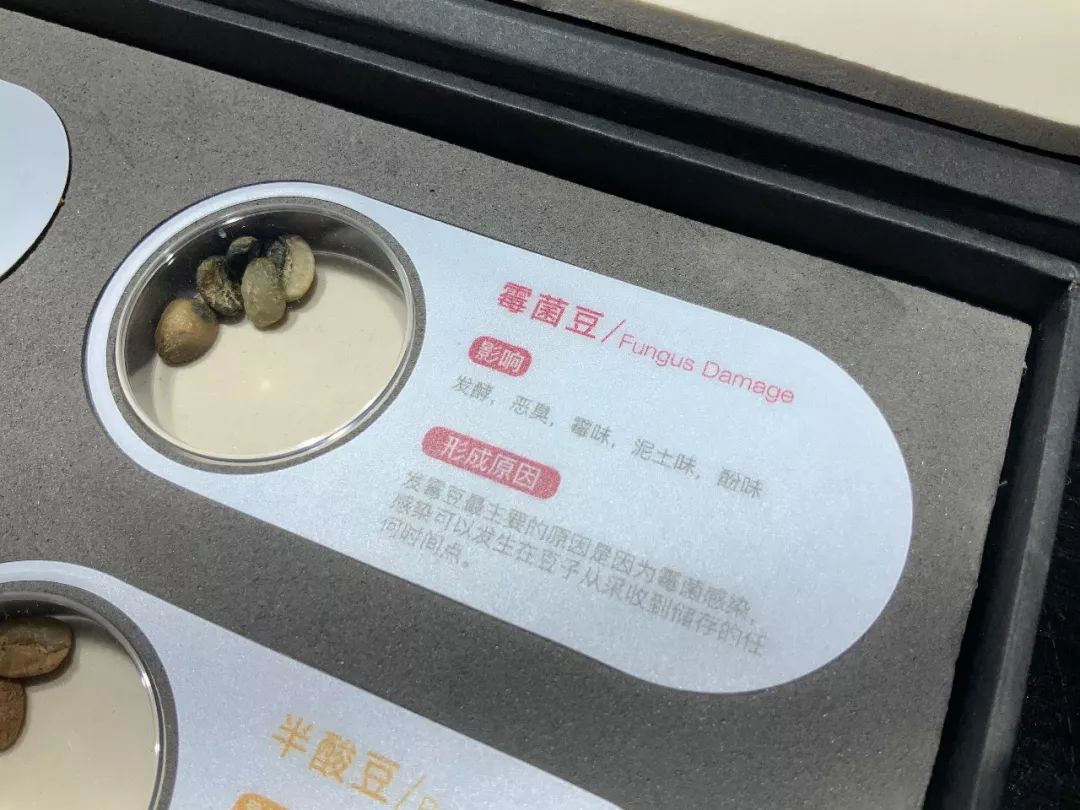 霉菌豆/Fungus Damage
影响
发酵，恶臭，霉味，泥土味，酚味
形成原因
发霉豆最主要的原因是因为霉菌感染，
感染可以发生在豆子从采收到储存的任
何时间点。
半酸豆/